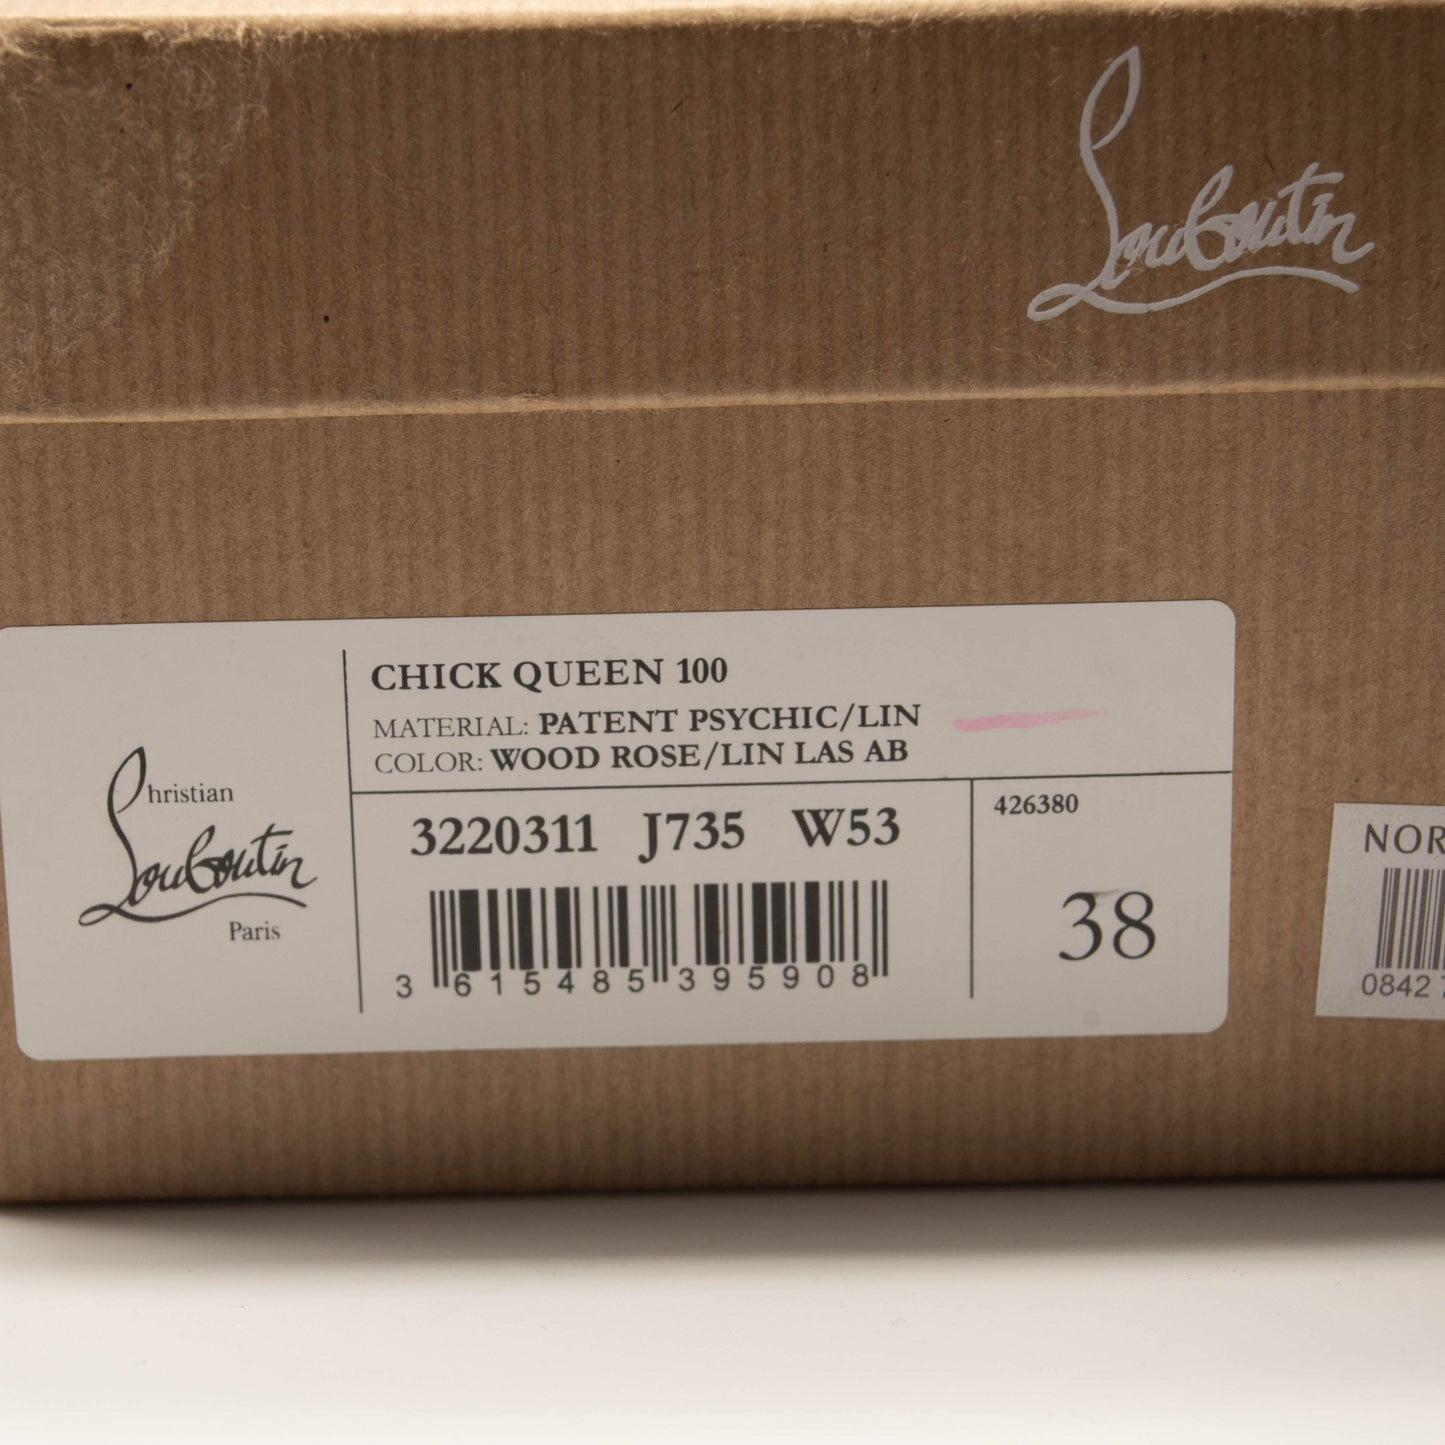 Louboutin
CHICK QUEEN 100
MATERIAL: PATENT PSYCHIC/LIN
COLOR: WOOD ROSE/LIN LAS AB
Christian
Louboutin
Paris
3220311 J735 W53
426380
38
3 615485 395908
NOR
0842